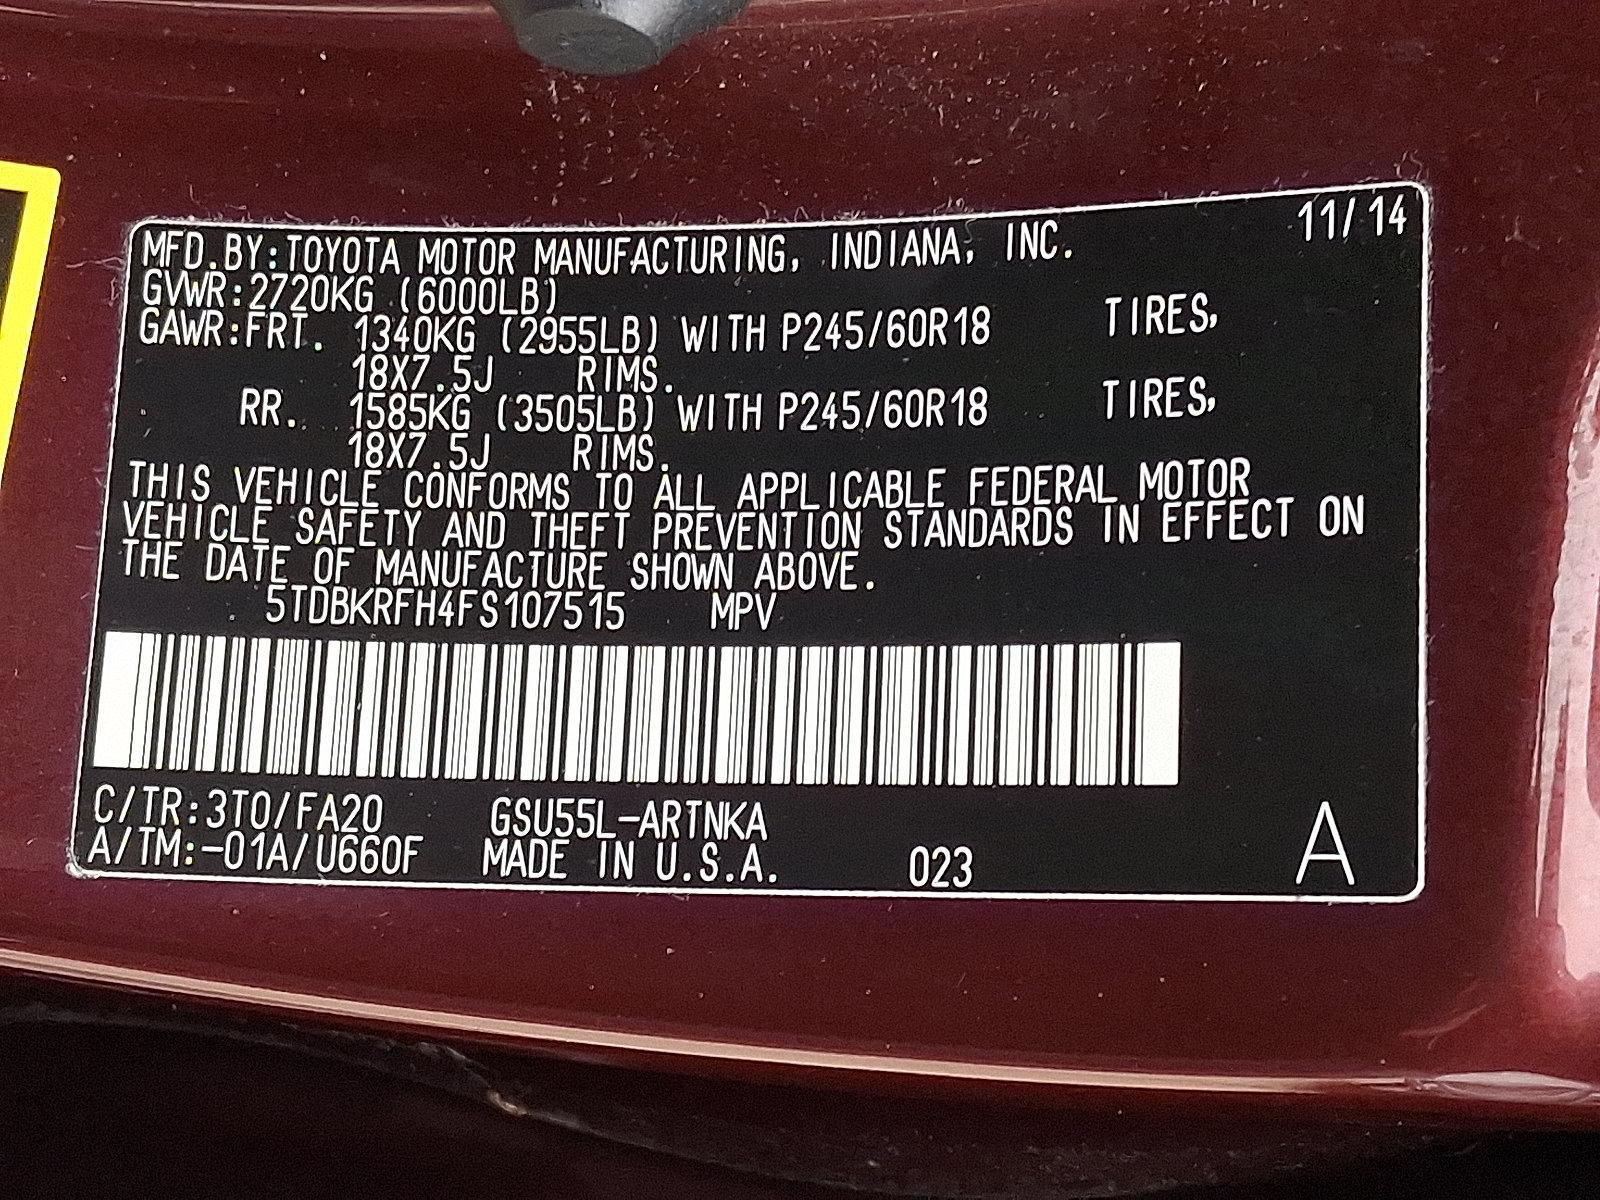 11/14
MFD.BY:TOYOTA MOTOR MANUFACTURING, INDIANA, INC.
GVWR:2720KG (6000LB)
GAWR:FRT. 1340KG (2955LB) WITH P245/60R18 TIRES,
18X7.5J RIMS.
RR. 1585KG (3505LB) WITH P245/60R18 TIRES,
18X7.5J RIMS.
THIS VEHICLE CONFORMS TO ALL APPLICABLE FEDERAL MOTOR
VEHICLE SAFETY AND THEFT PREVENTION STANDARDS IN EFFECT ON
THE DATE OF MANUFACTURE SHOWN ABOVE.
5TDBKRFH4FS107515 MPV
C/TR:3T0/FA20 GSU55L-ARTNKA
A/TM:-01A/U660F MADE IN U.S.A. 023 A